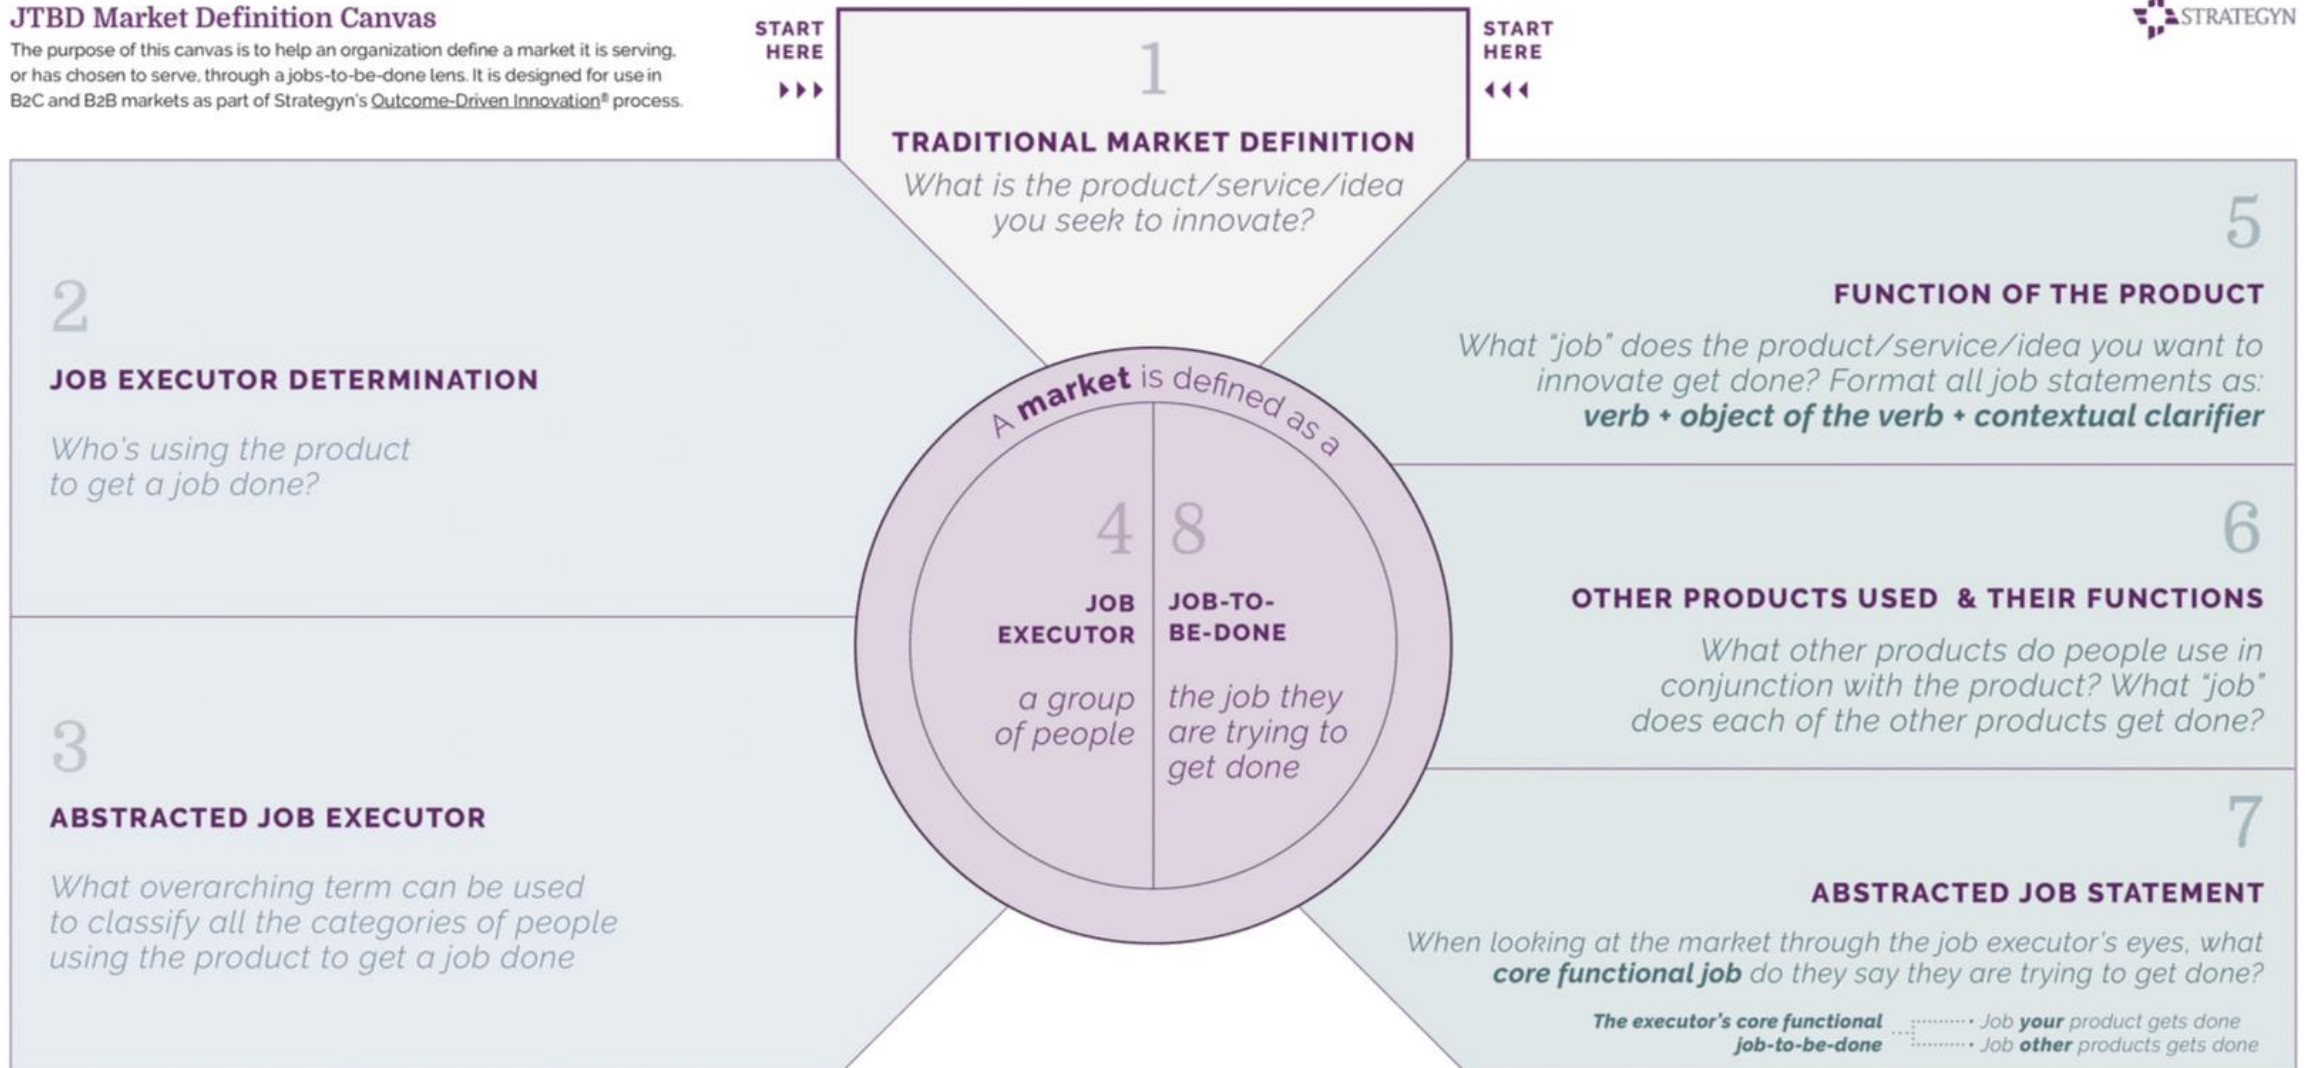 JTBD Market Definition Canvas
The purpose of this canvas is to help an organization define a market it is serving,
or has chosen to serve, through a jobs-to-be-done lens. It is designed for use in
B2C and B2B markets as part of Strategyn's Outcome-Driven Innovation® process.
START
HERE
START
HERE
STRATEGYN
1
TRADITIONAL MARKET DEFINITION
What is the product/service/idea
you seek to innovate?
2
JOB EXECUTOR DETERMINATION
Who's using the product
to get a job done?
3
ABSTRACTED JOB EXECUTOR
What overarching term can be used
to classify all the categories of people
using the product to get a job done
A market is defined as a
4
JOB
EXECUTOR
a group
of people
8
JOB-TO-
BE-DONE
the job they
are trying to
get done
5
FUNCTION OF THE PRODUCT
What "job" does the product/service/idea you want to
innovate get done? Format all job statements as:
verb + object of the verb + contextual clarifier
6
OTHER PRODUCTS USED & THEIR FUNCTIONS
What other products do people use in
conjunction with the product? What "job"
does each of the other products get done?
7
ABSTRACTED JOB STATEMENT
When looking at the market through the job executor's eyes, what
core functional job do they say they are trying to get done?
The executor's core functional
job-to-be-done
Job your product gets done
Job other products gets done